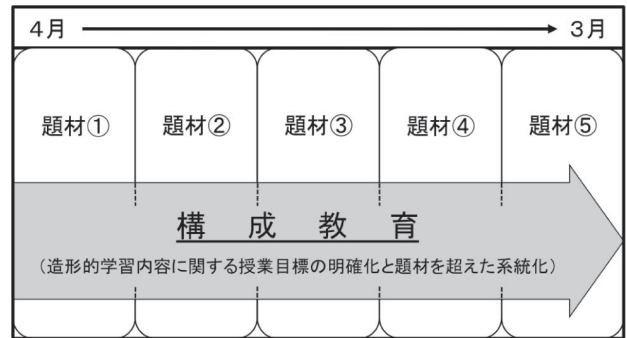 4月 3月
題材① 題材② 題材③ 題材④ 題材⑤
構成教育
（造形的学習内容に関する授業目標の明確化と題材を超えた系統化）